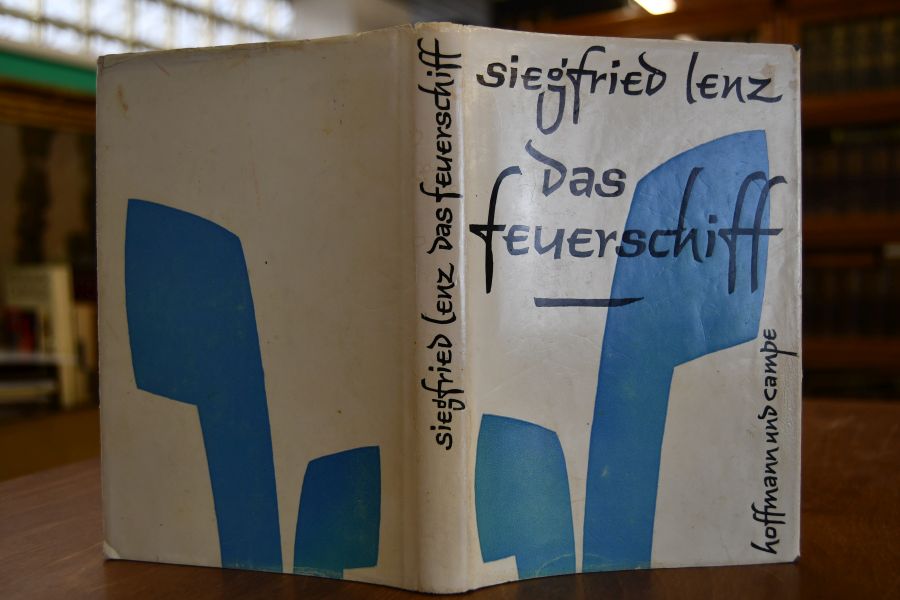 siegfried lenz
das
feuerschiff
hoffmann und campe
siegfried lenz das feuerschiff